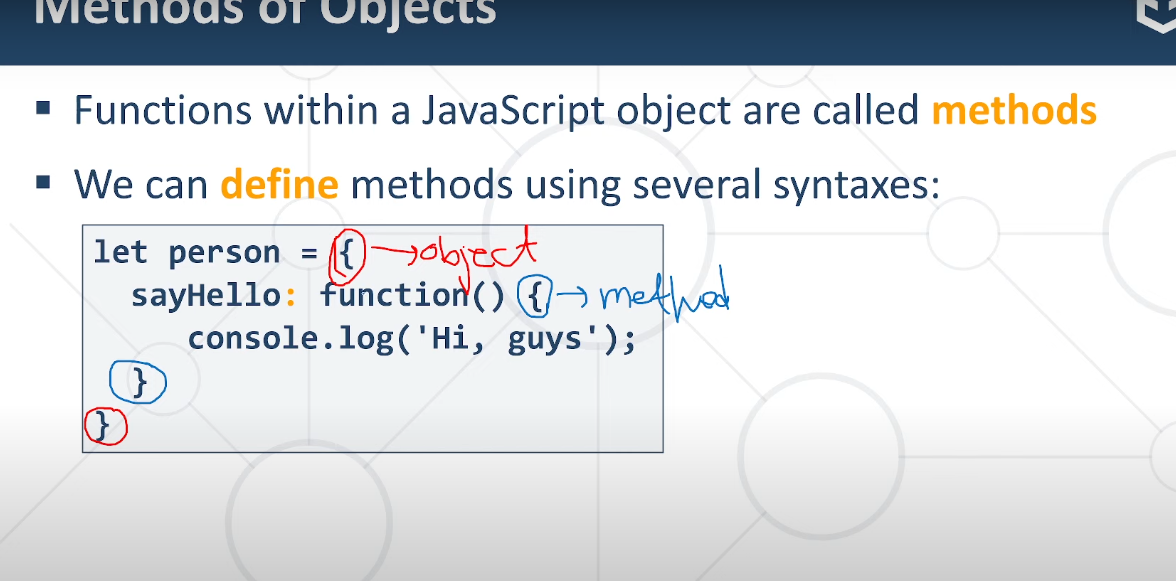 Methods of Objects
▪ Functions within a JavaScript object are called methods
▪ We can define methods using several syntaxes:
let person = { → object
sayHello: function() { → method
console.log('Hi, guys');
}
}